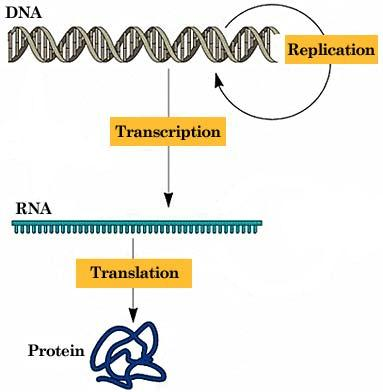 DNA
Replication
Transcription
RNA
Translation
Protein